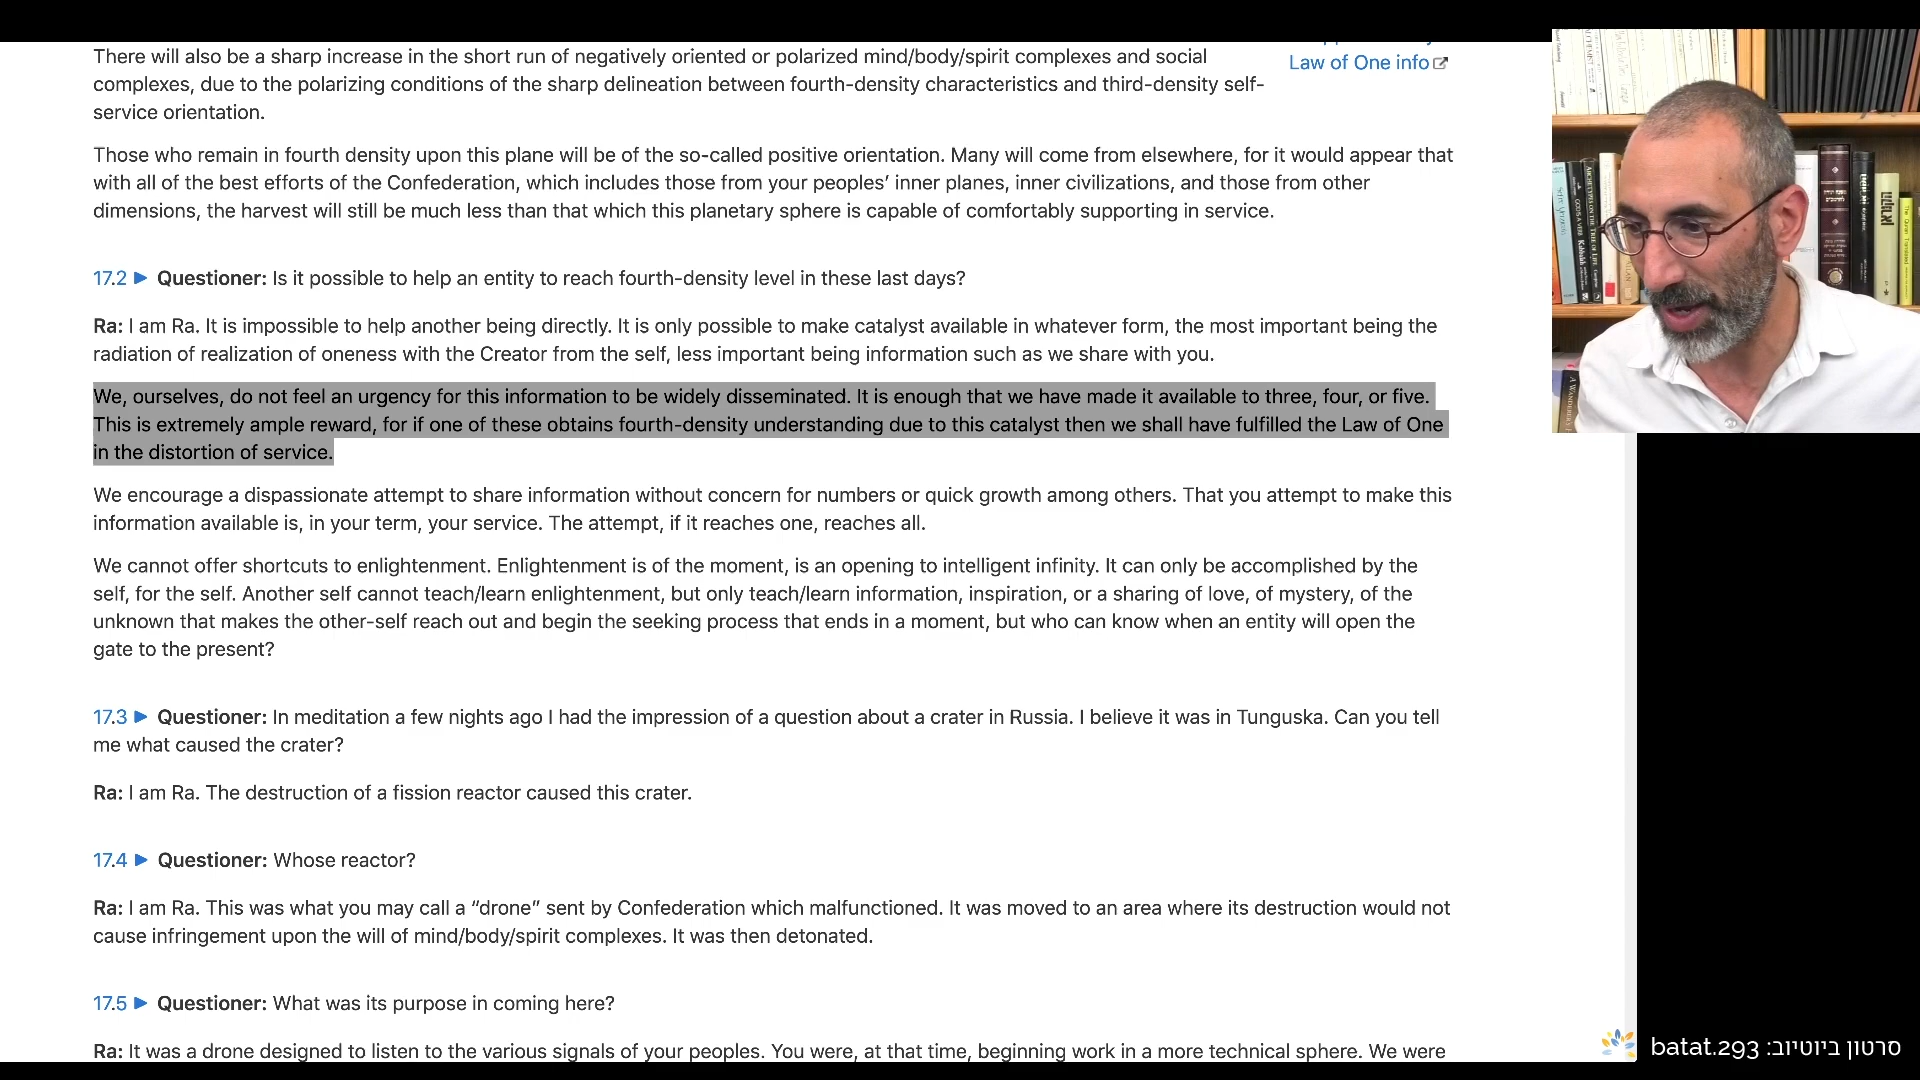 There will also be a sharp increase in the short run of negatively oriented or polarized mind/body/spirit complexes and social
complexes, due to the polarizing conditions of the sharp delineation between fourth-density characteristics and third-density self-
service orientation.
Law of One info
Those who remain in fourth density upon this plane will be of the so-called positive orientation. Many will come from elsewhere, for it would appear that
with all of the best efforts of the Confederation, which includes those from your peoples’ inner planes, inner civilizations, and those from other
dimensions, the harvest will still be much less than that which this planetary sphere is capable of comfortably supporting in service.
17.2 ▶ Questioner: Is it possible to help an entity to reach fourth-density level in these last days?
Ra: I am Ra. It is impossible to help another being directly. It is only possible to make catalyst available in whatever form, the most important being the
radiation of realization of oneness with the Creator from the self, less important being information such as we share with you.
We, ourselves, do not feel an urgency for this information to be widely disseminated. It is enough that we have made it available to three, four, or five.
This is extremely ample reward, for if one of these obtains fourth-density understanding due to this catalyst then we shall have fulfilled the Law of One
in the distortion of service.
We encourage a dispassionate attempt to share information without concern for numbers or quick growth among others. That you attempt to make this
information available is, in your term, your service. The attempt, if it reaches one, reaches all.
We cannot offer shortcuts to enlightenment. Enlightenment is of the moment, is an opening to intelligent infinity. It can only be accomplished by the
self, for the self. Another self cannot teach/learn enlightenment, but only teach/learn information, inspiration, or a sharing of love, of mystery, of the
unknown that makes the other-self reach out and begin the seeking process that ends in a moment, but who can know when an entity will open the
gate to the present?
17.3 ▶ Questioner: In meditation a few nights ago I had the impression of a question about a crater in Russia. I believe it was in Tunguska. Can you tell
me what caused the crater?
Ra: I am Ra. The destruction of a fission reactor caused this crater.
17.4 ▶ Questioner: Whose reactor?
Ra: I am Ra. This was what you may call a “drone” sent by Confederation which malfunctioned. It was moved to an area where its destruction would not
cause infringement upon the will of mind/body/spirit complexes. It was then detonated.
17.5 ▶ Questioner: What was its purpose in coming here?
Ra: It was a drone designed to listen to the various signals of your peoples. You were, at that time, beginning work in a more technical sphere. We were
סרטון ביוטיוב: batat.293